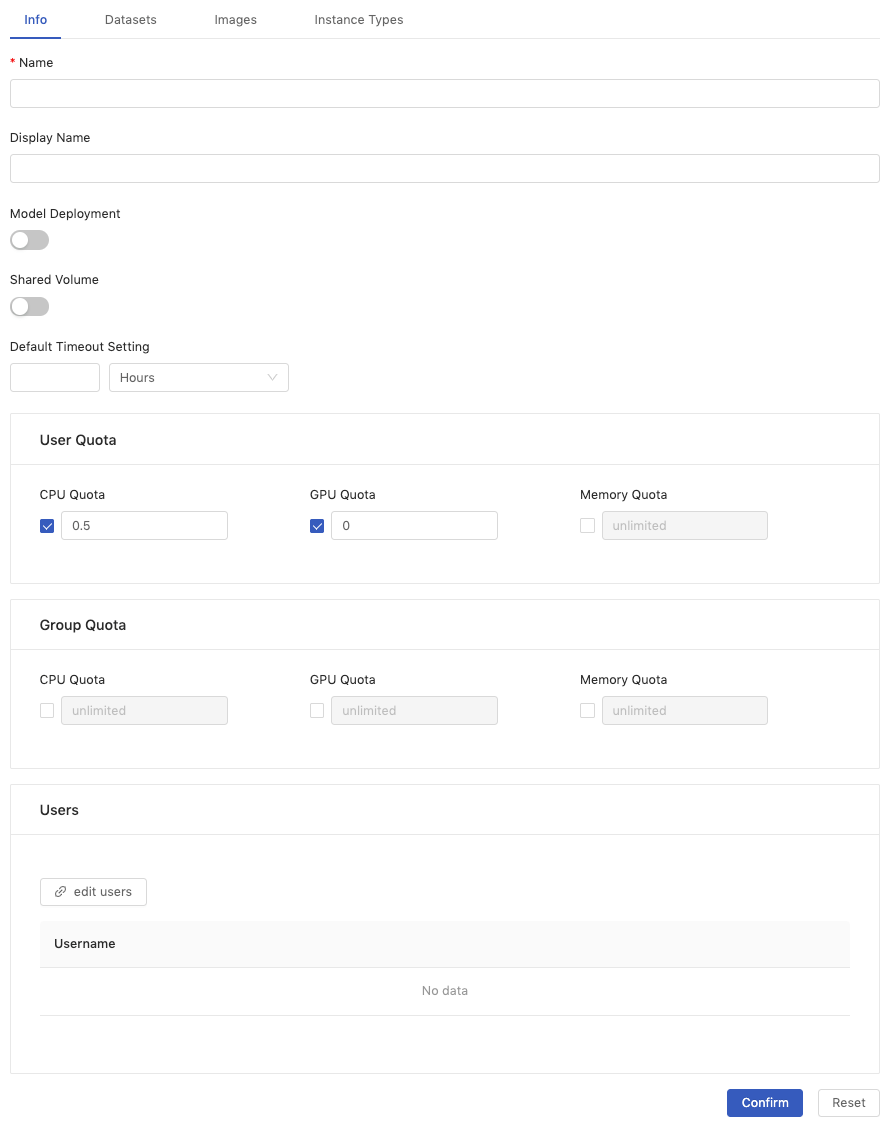 Info Datasets Images Instance Types
* Name
Display Name
Model Deployment
Shared Volume
Default Timeout Setting
Hours
User Quota
CPU Quota GPU Quota Memory Quota
0.5 0 unlimited
Group Quota
CPU Quota GPU Quota Memory Quota
unlimited unlimited unlimited
Users
edit users
Username
No data
Confirm Reset